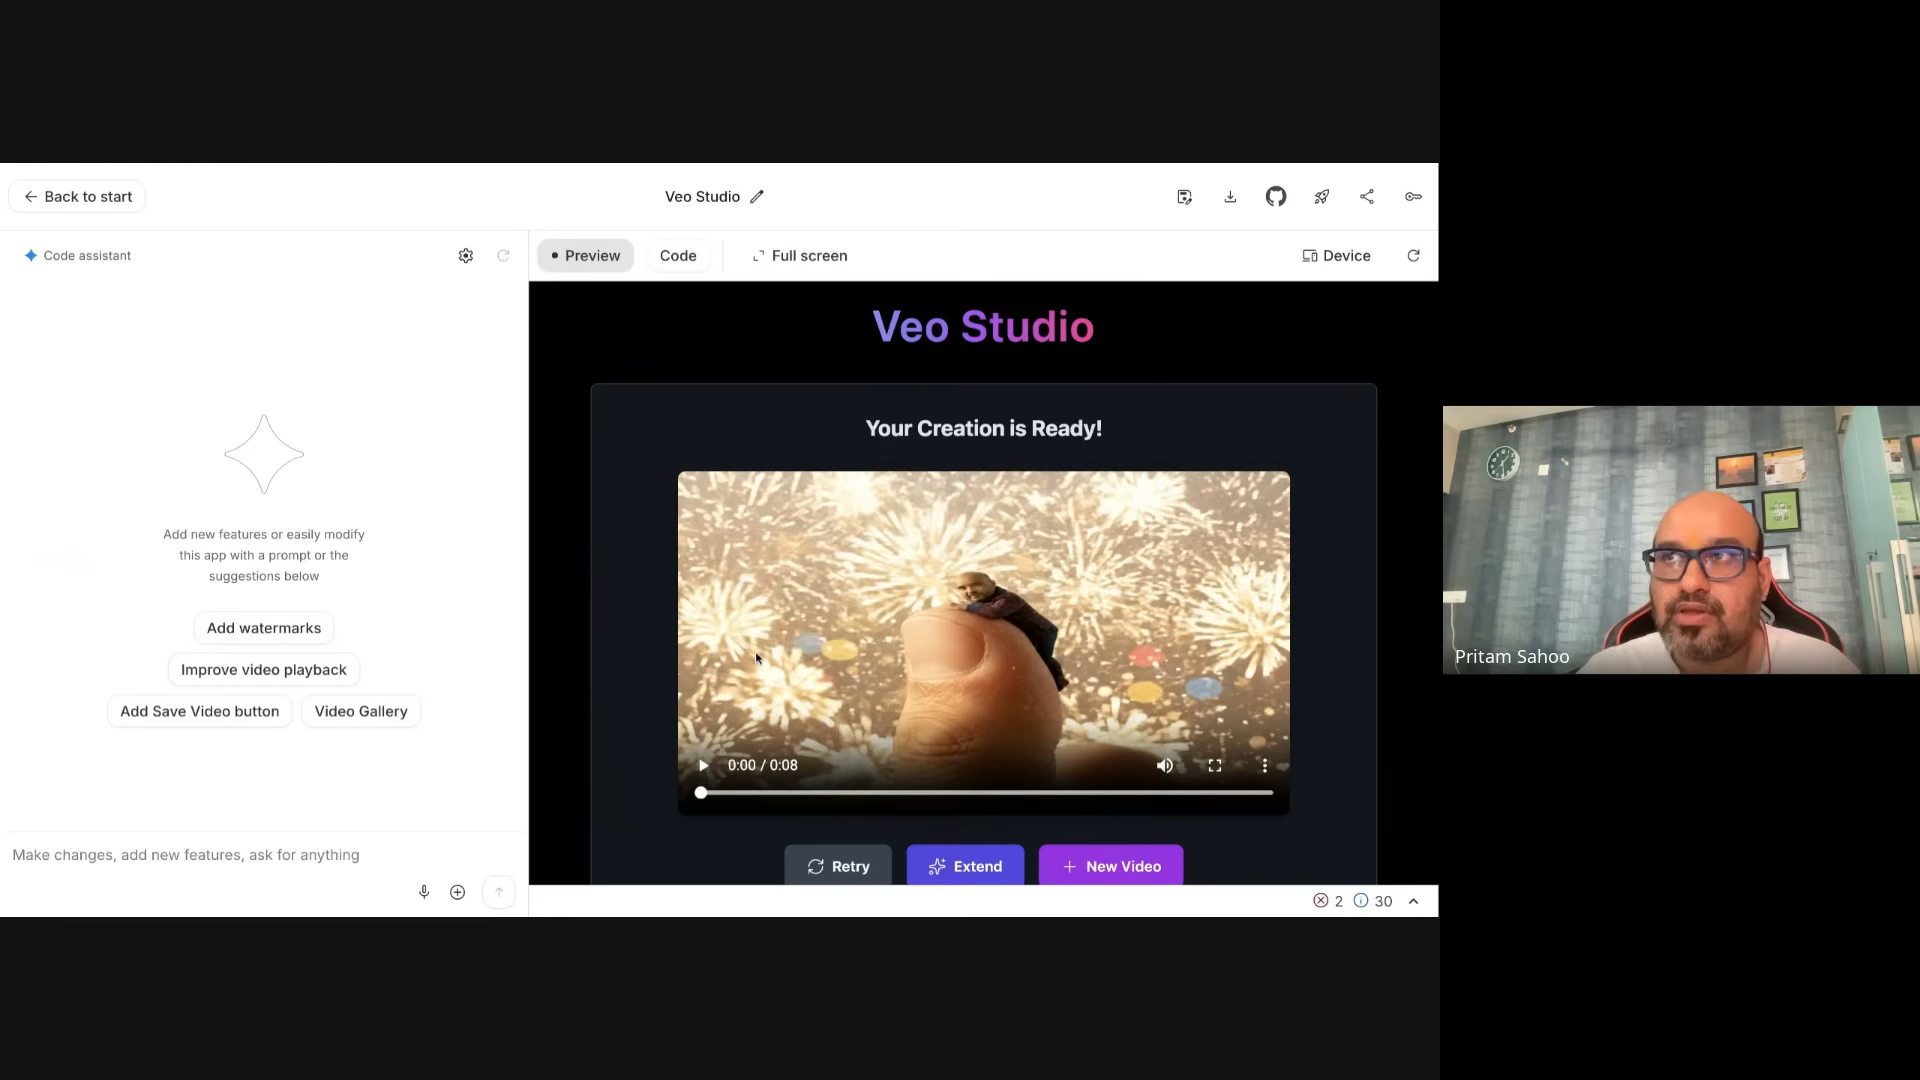 Back to start
Veo Studio
Code assistant
Preview
Code
Full screen
Device
Veo Studio
Your Creation is Ready!
Add new features or easily modify
this app with a prompt or the
suggestions below
Add watermarks
Improve video playback
Add Save Video button
Video Gallery
0:00 / 0:08
Retry
Extend
New Video
Make changes, add new features, ask for anything
2
30
Pritam Sahoo